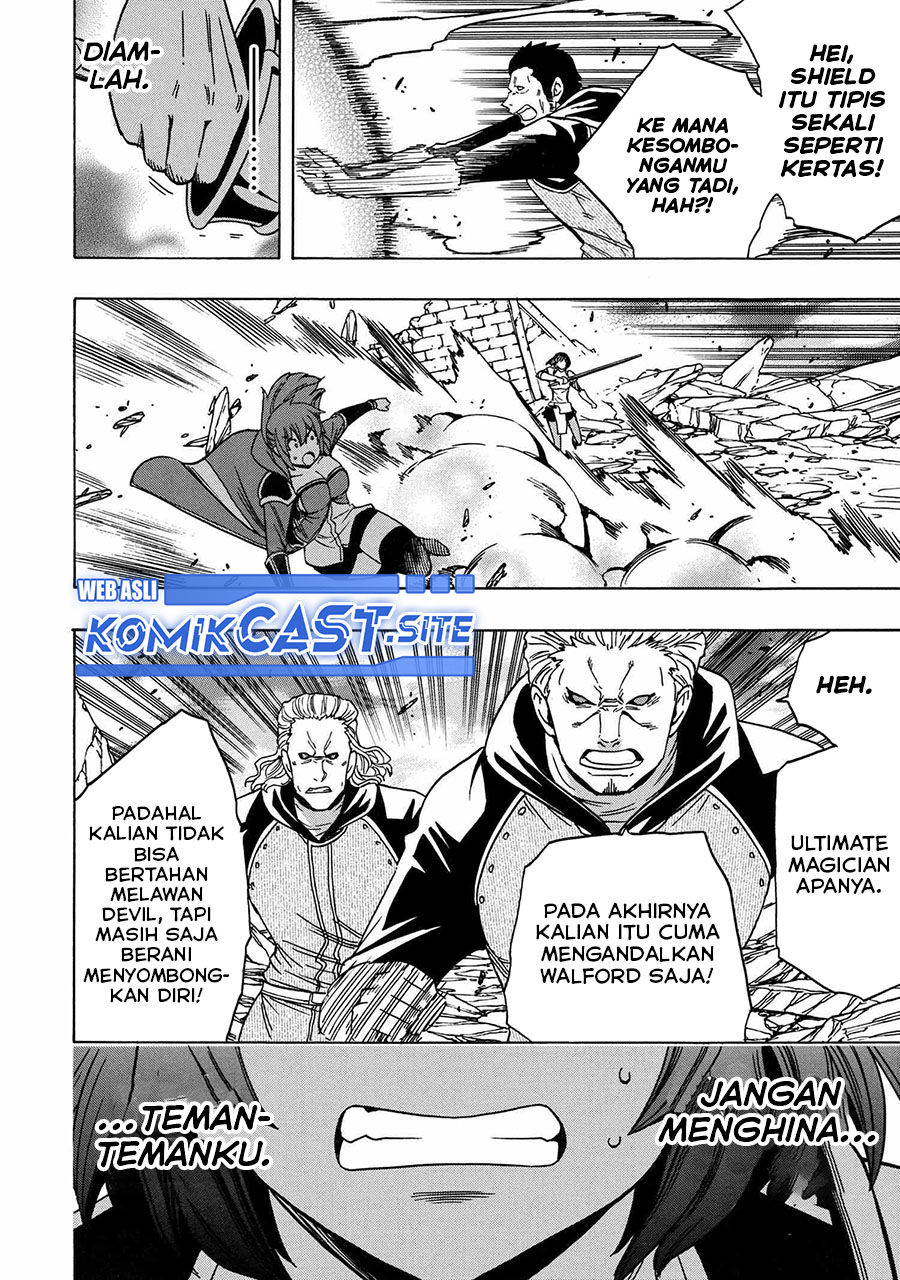 HEI,
SHIELD
ITU TIPIS
SEKALI
SEPERTI
KERTAS!
KE MANA
KESOMBO-
NGANMU
YANG TADI,
HAH?!
DIAM-
LAH.
WEB ASLI
KOMIKCAST.SITE
HEH.
ULTIMATE
MAGICIAN
APANYA.
PADA AKHIRNYA
KALIAN ITU CUMA
MENGANDALKAN
WALFORD SAJA!
PADAHAL
KALIAN TIDAK
BISA
BERTAHAN
MELAWAN
DEVIL, TAPI
MASIH SAJA
BERANI
MENYOMBONG-
KAN DIRI!
JANGAN
MENGHINA...
...TEMAN-
TEMANKU.